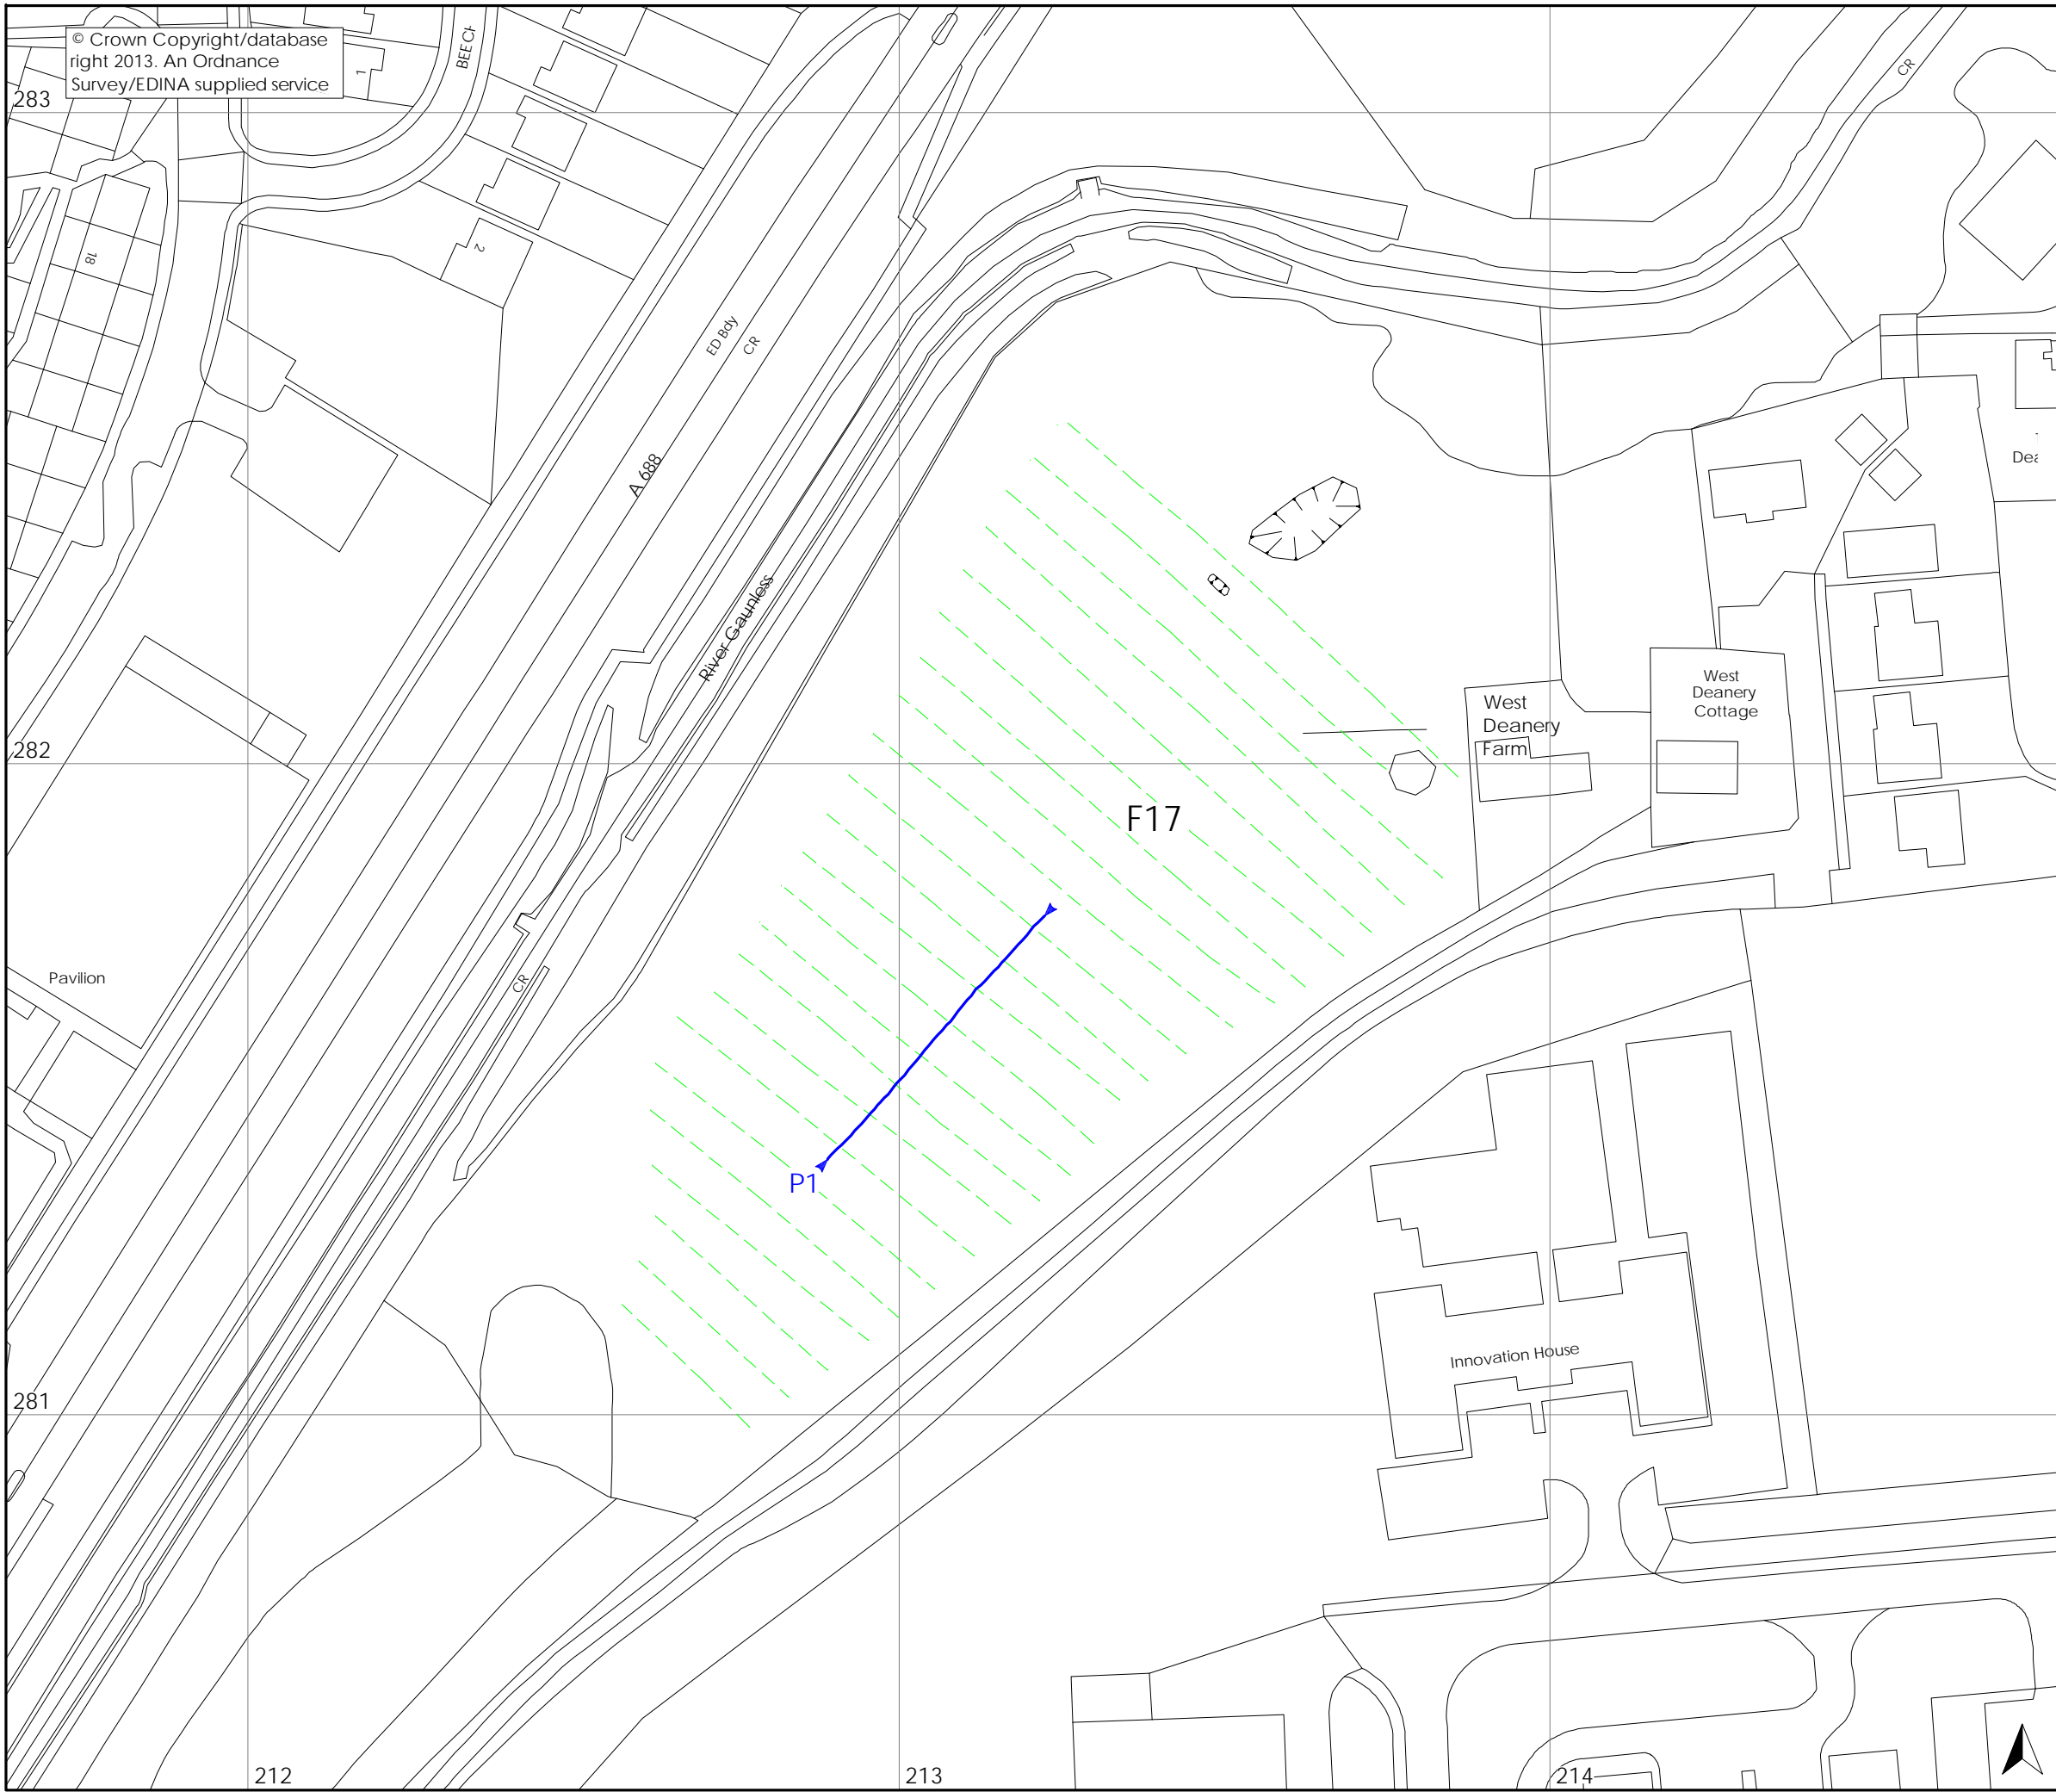 © Crown Copyright/database
right 2013. An Ordnance
Survey/EDINA supplied service
BEE CH
1
CR
283
18
2
ED Bdy
CR
A 688
River Gaunless
West
Deanery
Cottage
West
Deanery
Farm
282
F17
Pavilion
CR
P1
Innovation House
281
212
213
214